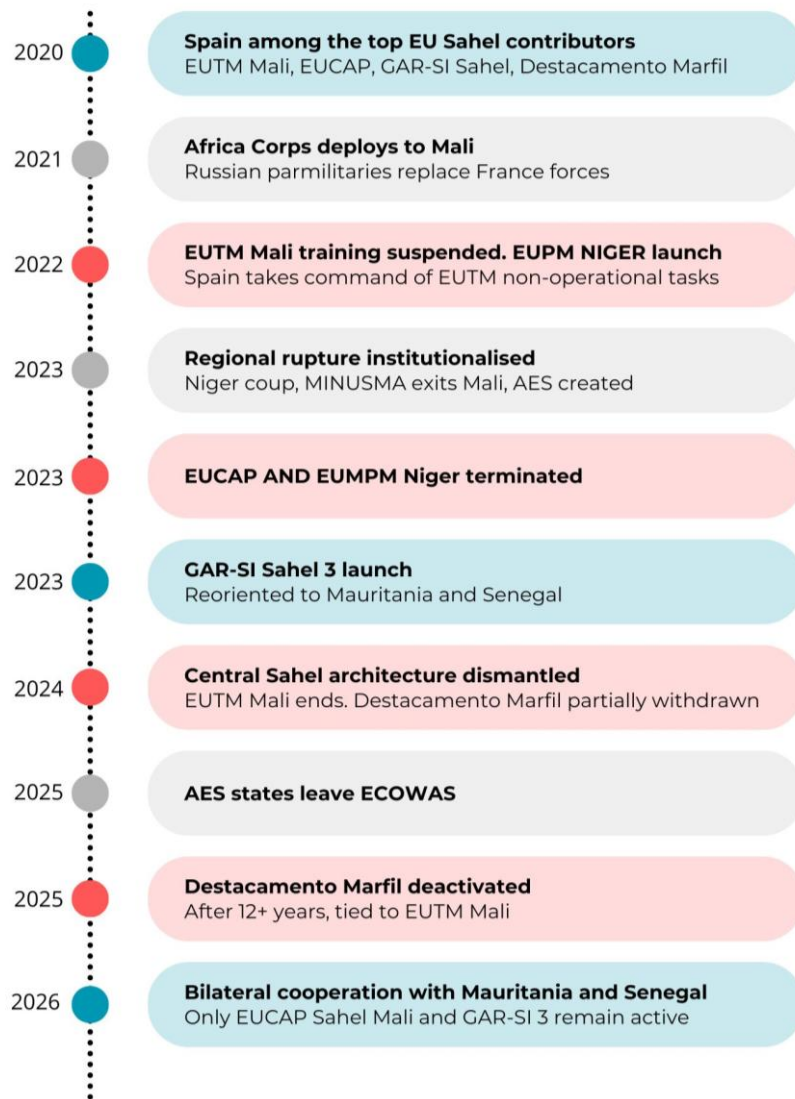 2020
Spain among the top EU Sahel contributors
EUTM Mali, EUCAP, GAR-SI Sahel, Destacamento Marfil
2021
Africa Corps deploys to Mali
Russian parmilitaries replace France forces
2022
EUTM Mali training suspended. EUPM NIGER launch
Spain takes command of EUTM non-operational tasks
2023
Regional rupture institutionalised
Niger coup, MINUSMA exits Mali, AES created
2023
EUCAP AND EUMPM Niger terminated
2023
GAR-SI Sahel 3 launch
Reoriented to Mauritania and Senegal
2024
Central Sahel architecture dismantled
EUTM Mali ends. Destacamento Marfil partially withdrawn
2025
AES states leave ECOWAS
2025
Destacamento Marfil deactivated
After 12+ years, tied to EUTM Mali
2026
Bilateral cooperation with Mauritania and Senegal
Only EUCAP Sahel Mali and GAR-SI 3 remain active